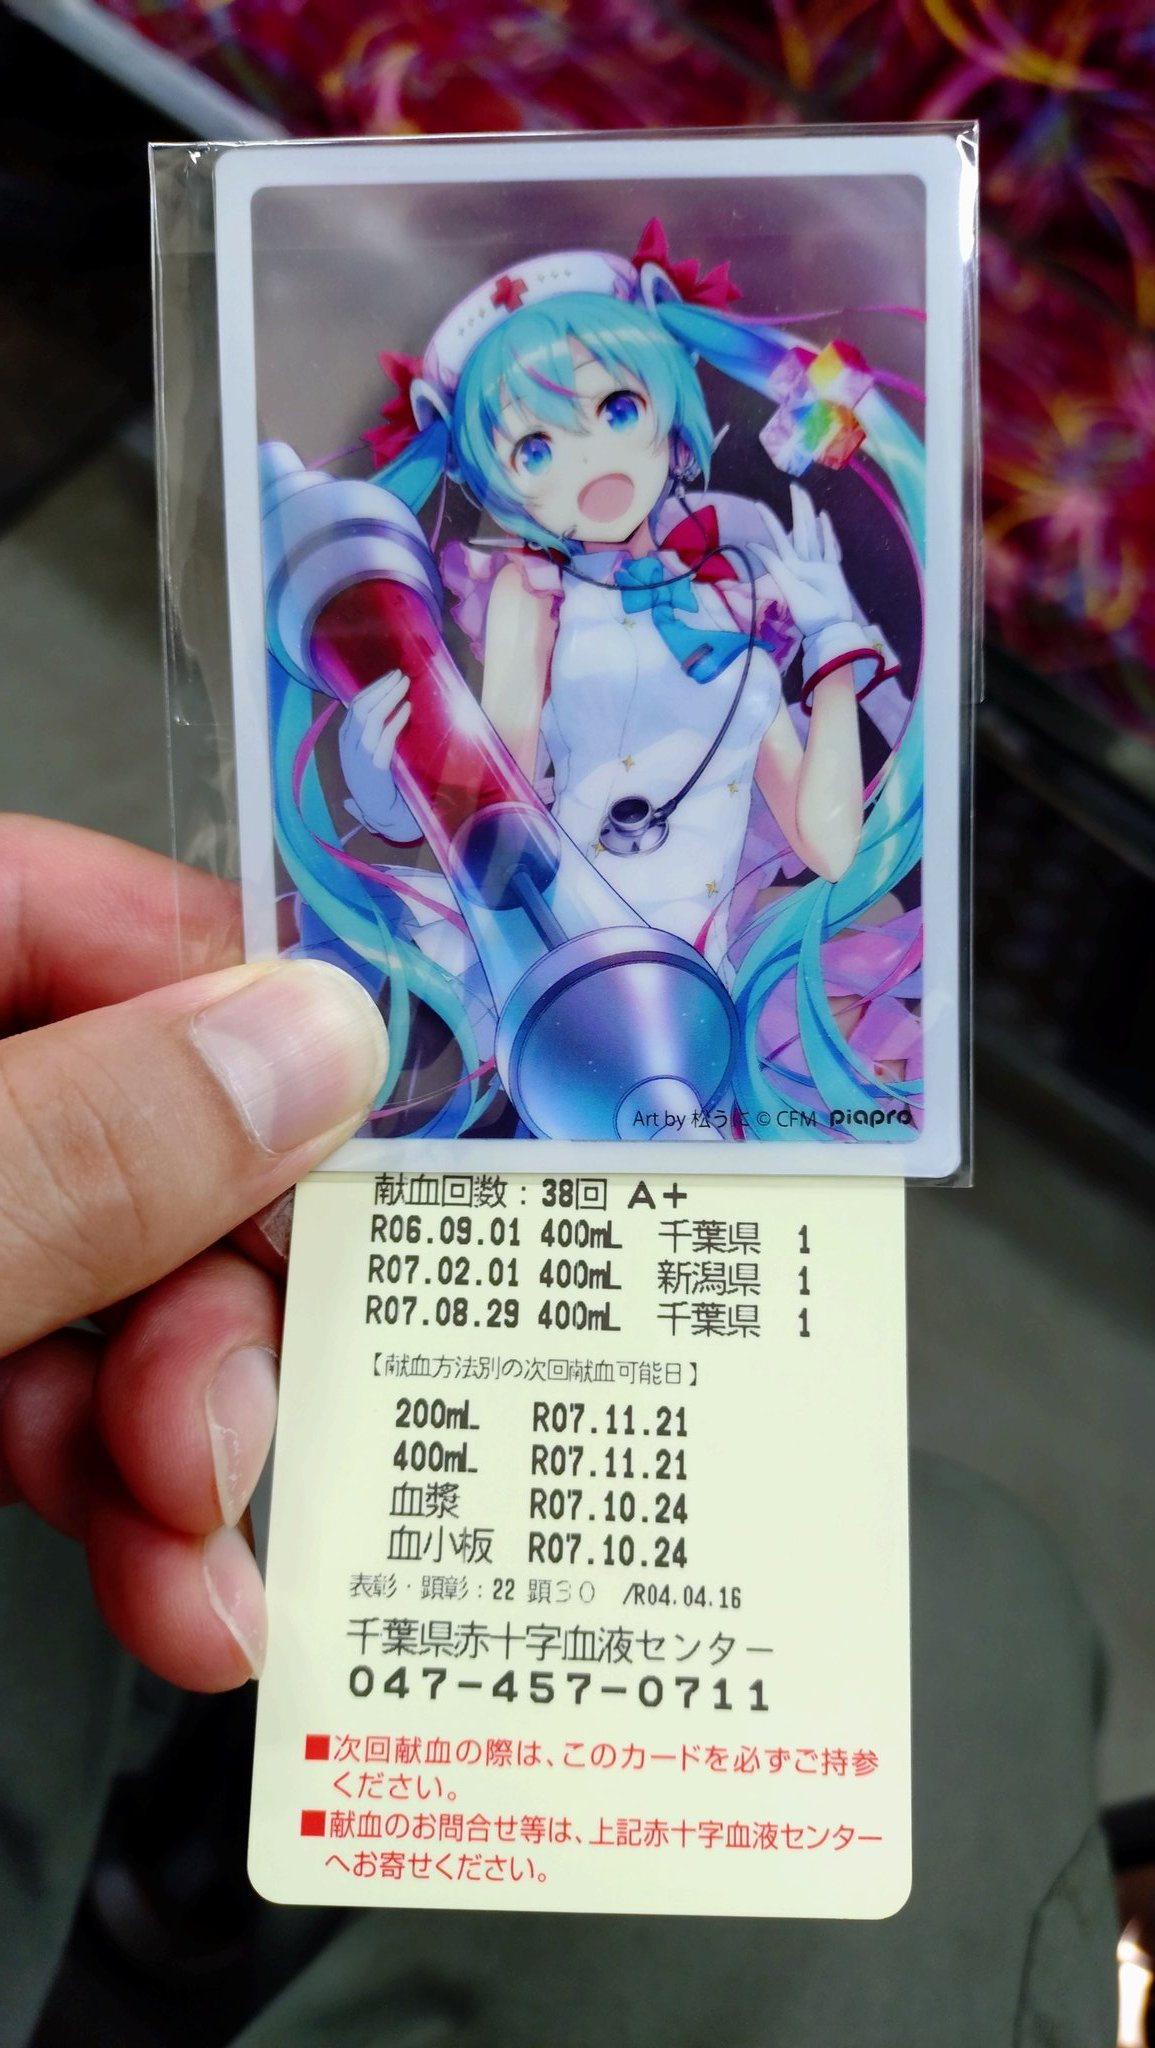 Art by 松うに © CFM piapro
献血回数：38回 A+
R06.09.01 400mL 千葉県 1
R07.02.01 400mL 新潟県 1
R07.08.29 400mL 千葉県 1
【献血方法別の次回献血可能日】
200mL R07.11.21
400mL R07.11.21
血漿 R07.10.24
血小板 R07.10.24
表彰・顕彰：22 顕30 /R04.04.16
千葉県赤十字血液センター
047-457-0711
■次回献血の際は、このカードを必ずご持参
ください。
■献血のお問合せ等は、上記赤十字血液センター
へお寄せください。